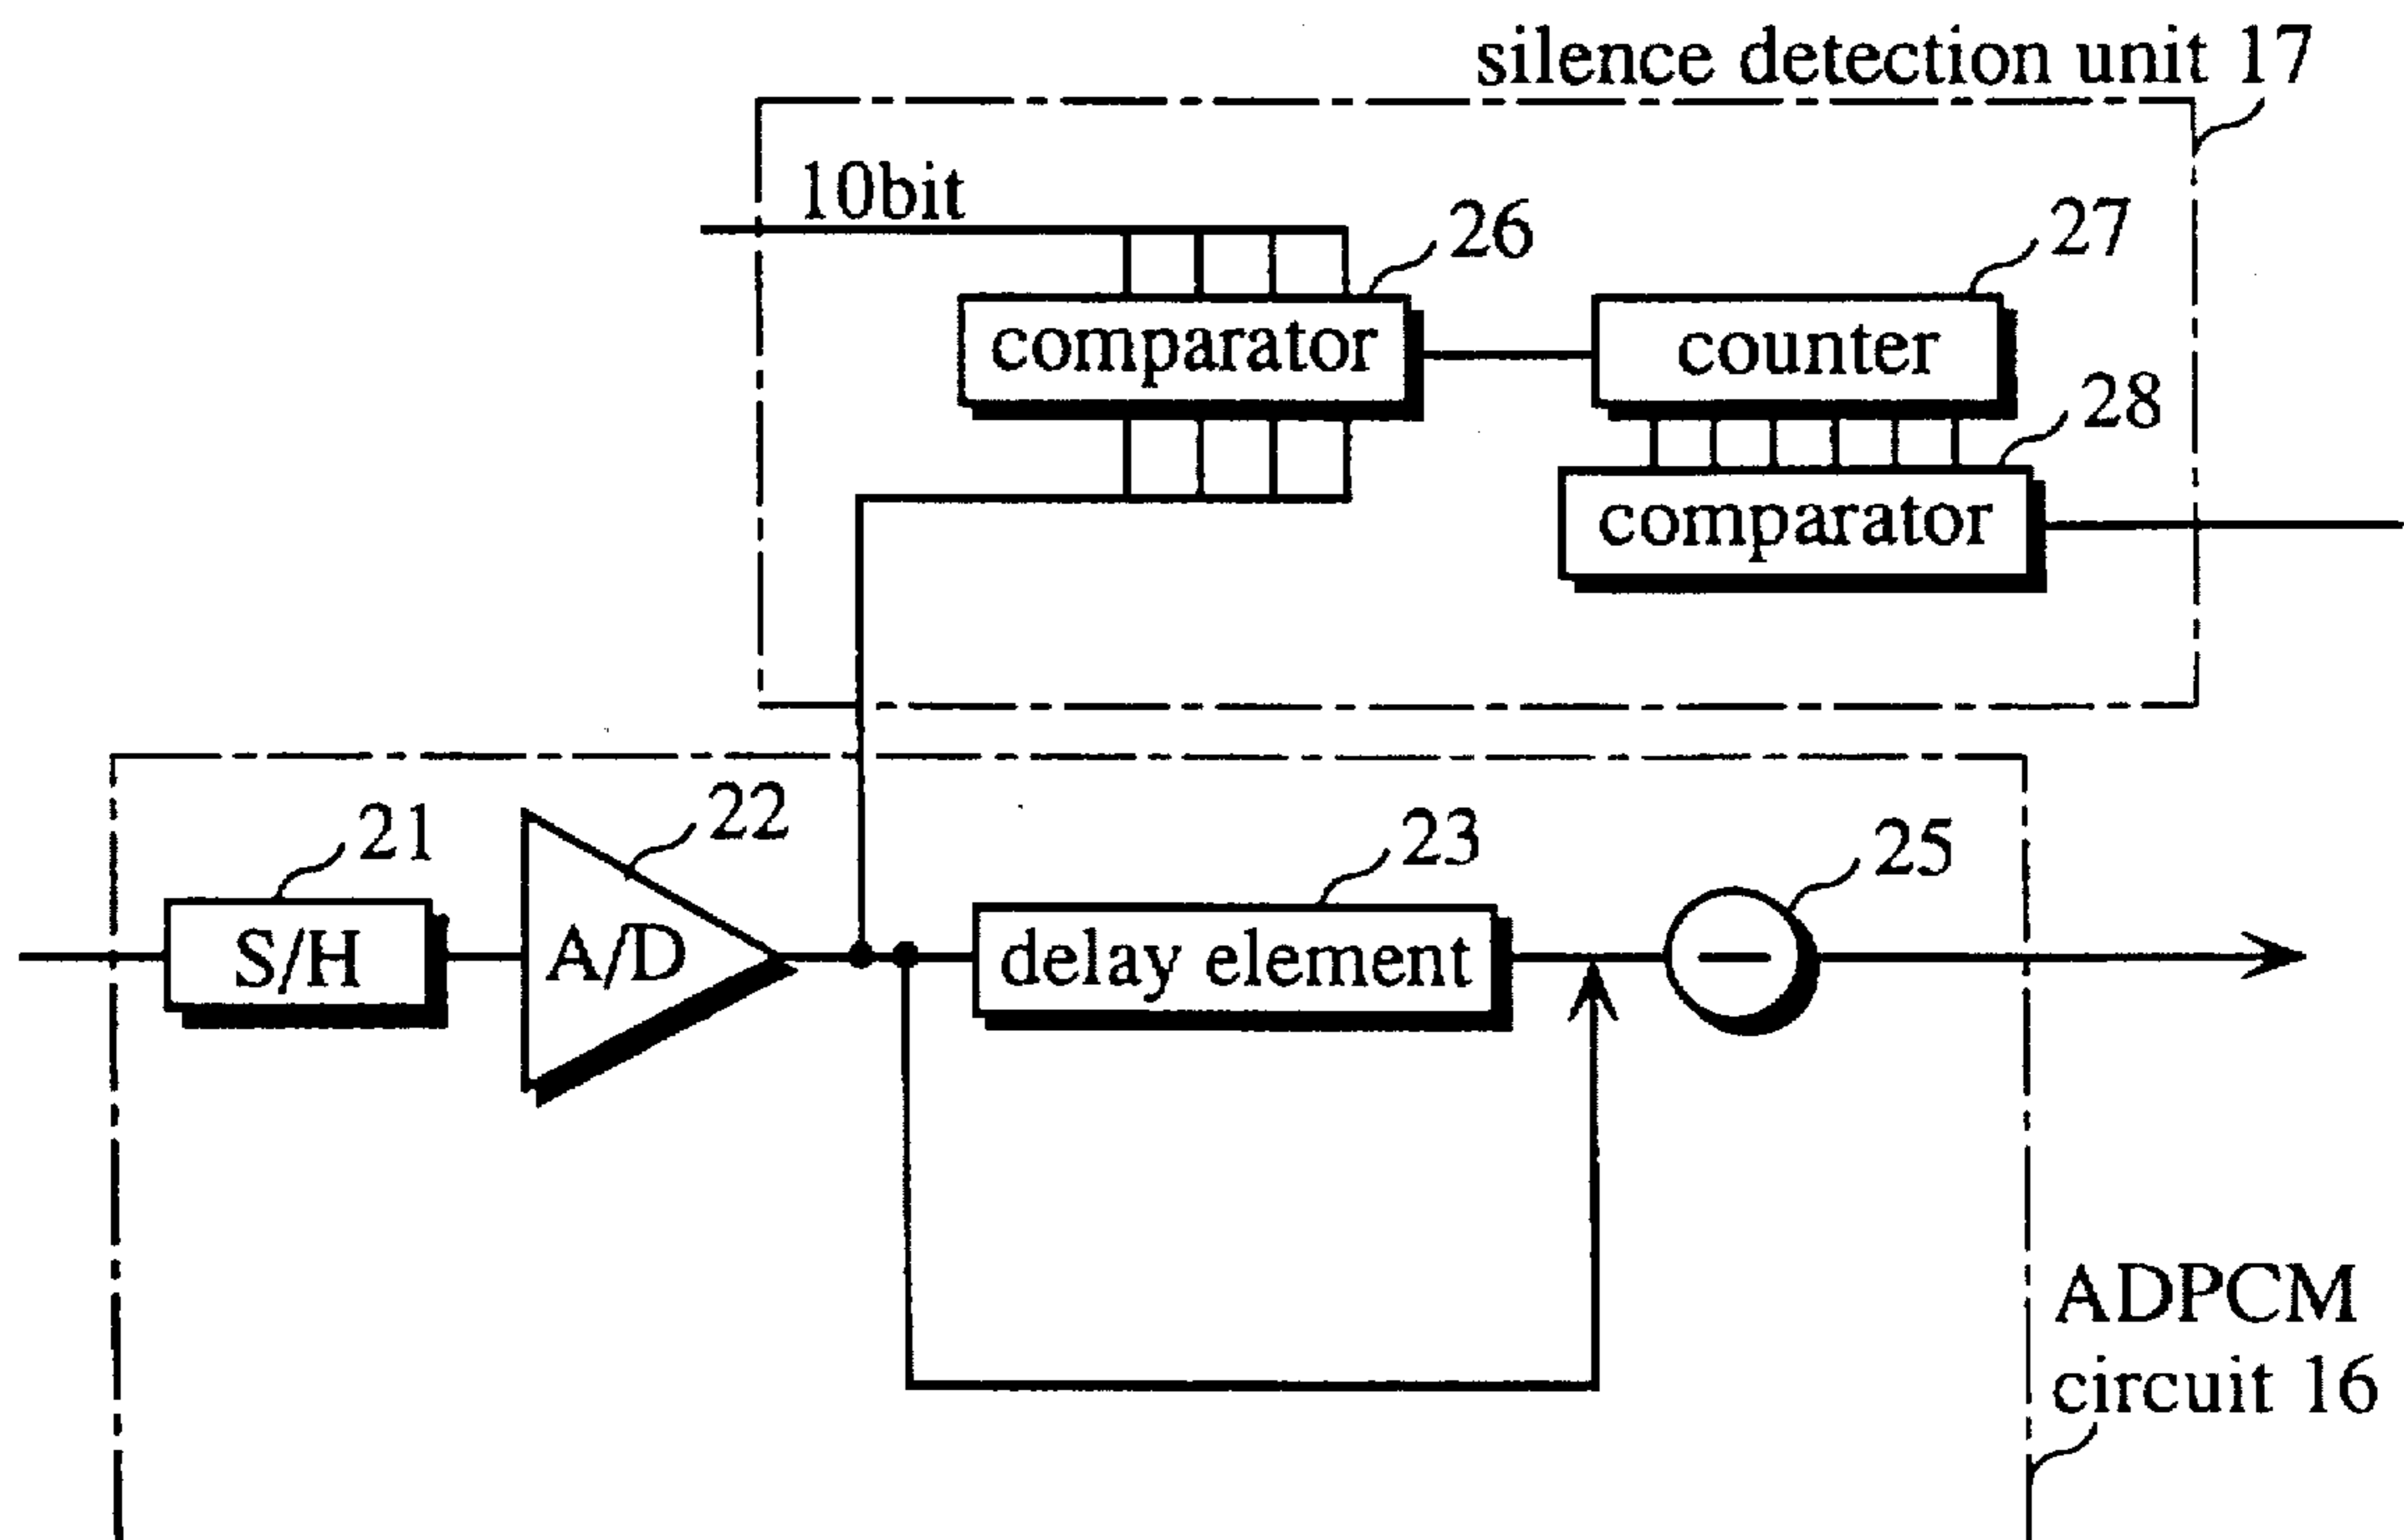 silence detection unit 17
10bit
26
27
comparator
counter
28
comparator
21
22
23
25
S/H
A/D
delay element
−
ADPCM
circuit 16